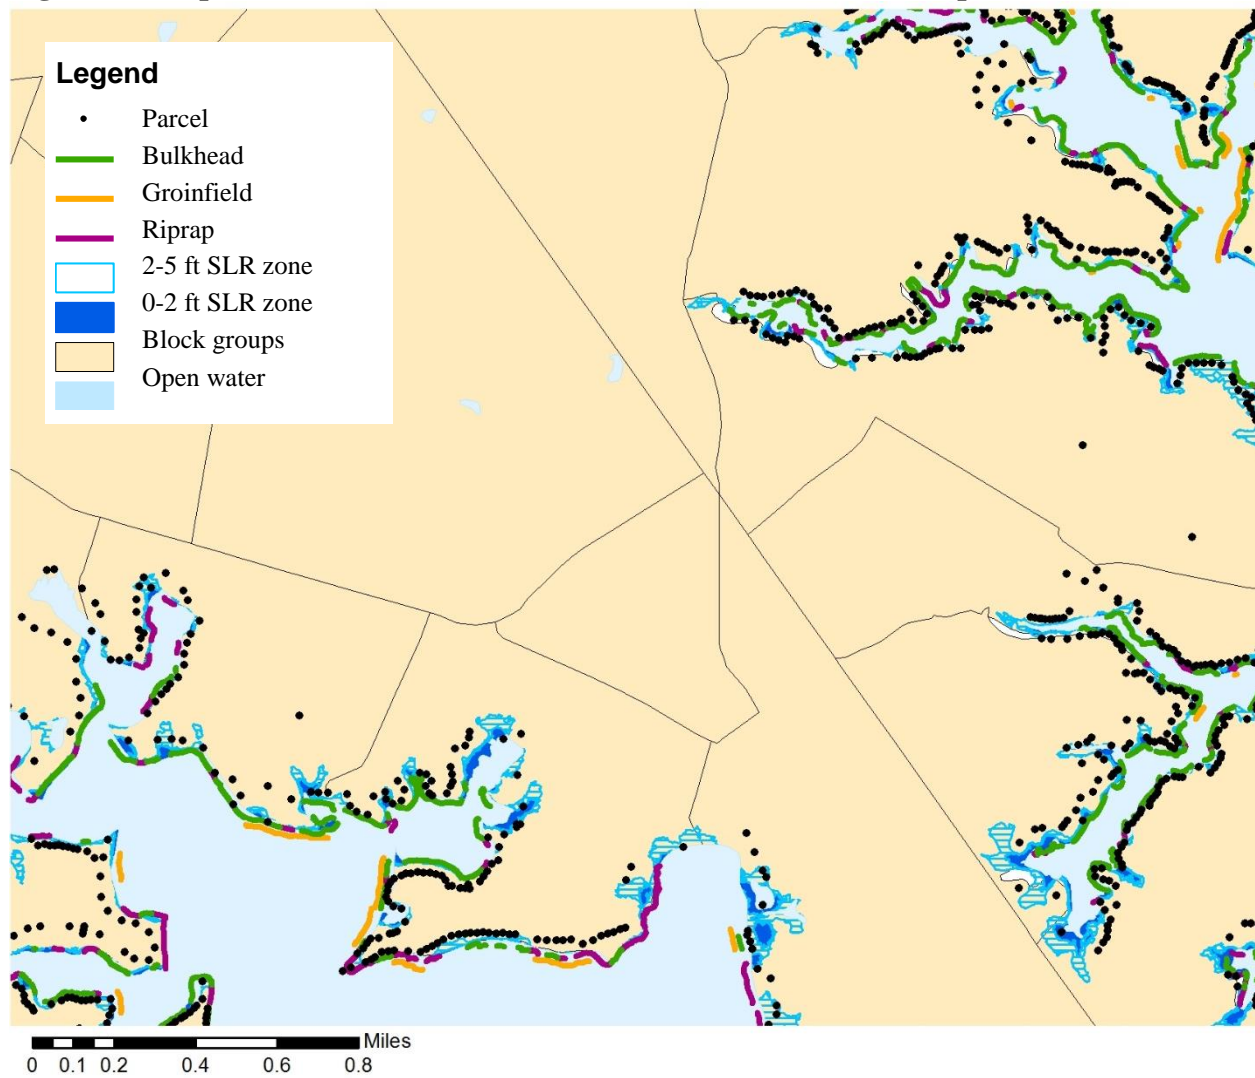 Legend
Parcel
Bulkhead
Groinfield
Riprap
2-5 ft SLR zone
0-2 ft SLR zone
Block groups
Open water
Miles
0 0.1 0.2 0.4 0.6 0.8